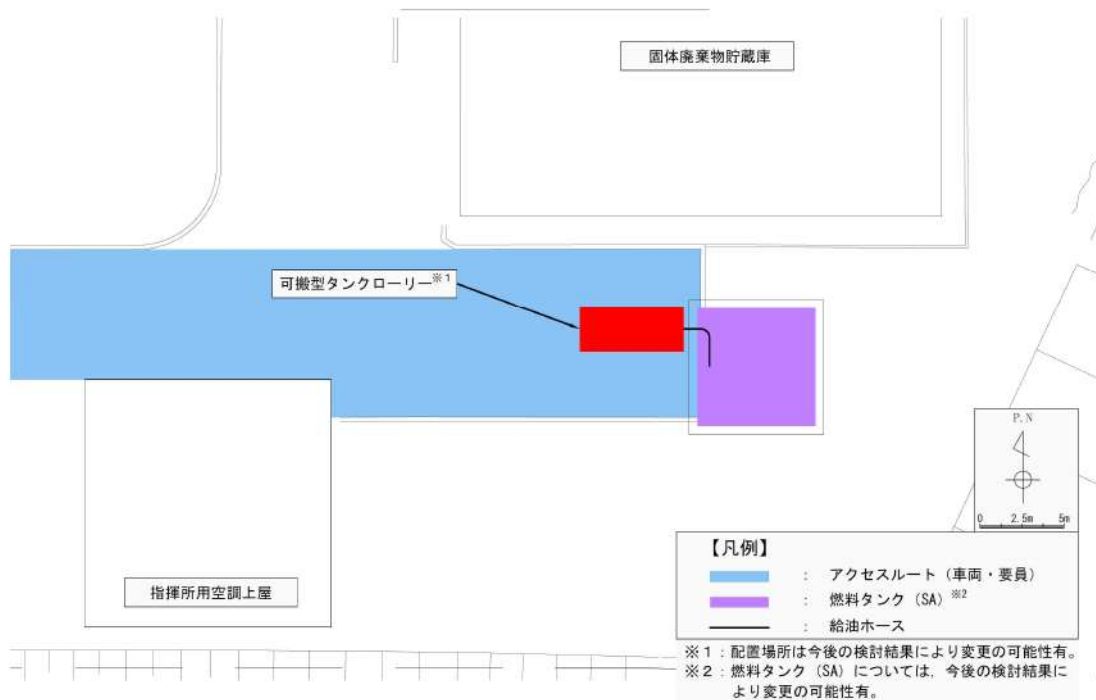 固体廃棄物貯蔵庫
可搬型タンクローリー※1
指揮所用空調上屋
P.N
0 2.5m 5m
【凡例】
： アクセスルート（車両・要員）
： 燃料タンク（SA）※2
： 給油ホース
※1：配置場所は今後の検討結果により変更の可能性有。
※2：燃料タンク（SA）については，今後の検討結果に
より変更の可能性有。